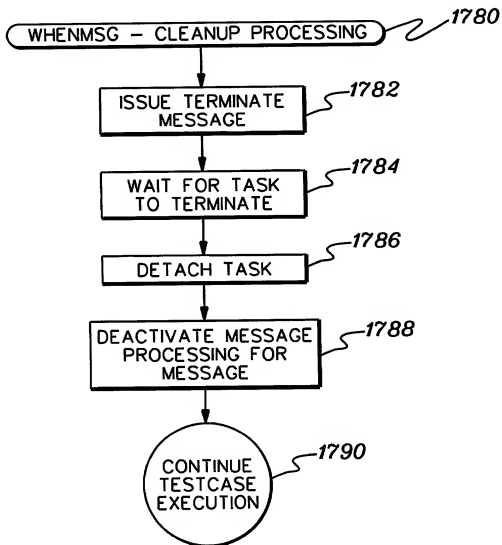 WHENMSG - CLEANUP PROCESSING
1780
ISSUE TERMINATE
MESSAGE
1782
WAIT FOR TASK
TO TERMINATE
1784
DETACH TASK
1786
DEACTIVATE MESSAGE
PROCESSING FOR
MESSAGE
1788
CONTINUE
TESTCASE
EXECUTION
1790